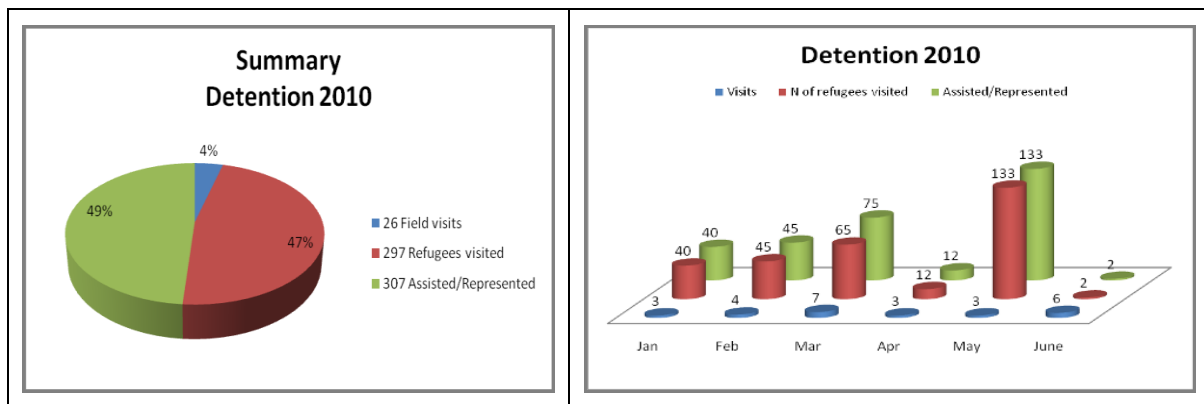 Summary
Detention 2010
4%
49%
47%
26 Field visits
297 Refugees visited
307 Assisted/Represented
Detention 2010
Visits N of refugees visited Assisted/Represented
133
133
75
65
45
45
40
40
12
12
2
2
3 4 7 3 3 6
Jan Feb Mar Apr May June